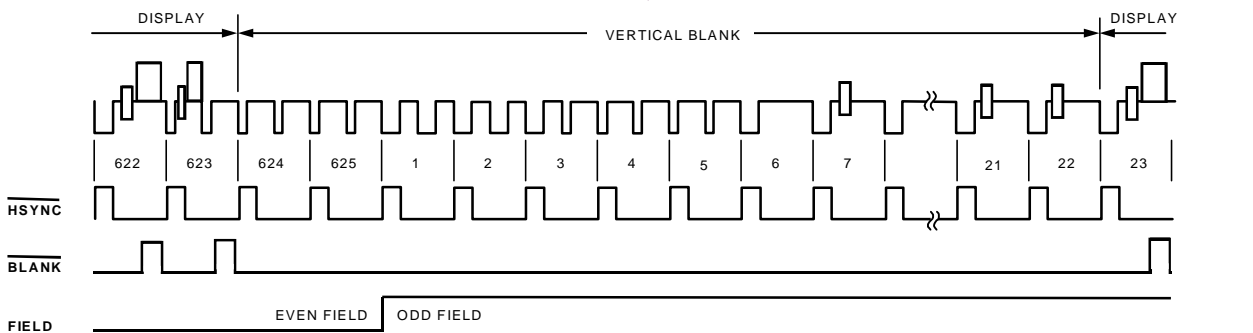 DISPLAY
DISPLAY
VERTICAL BLANK
622 623 624 625 1 2 3 4 5 6 7 21 22 23
HSYNC
BLANK
EVEN FIELD ODD FIELD
FIELD